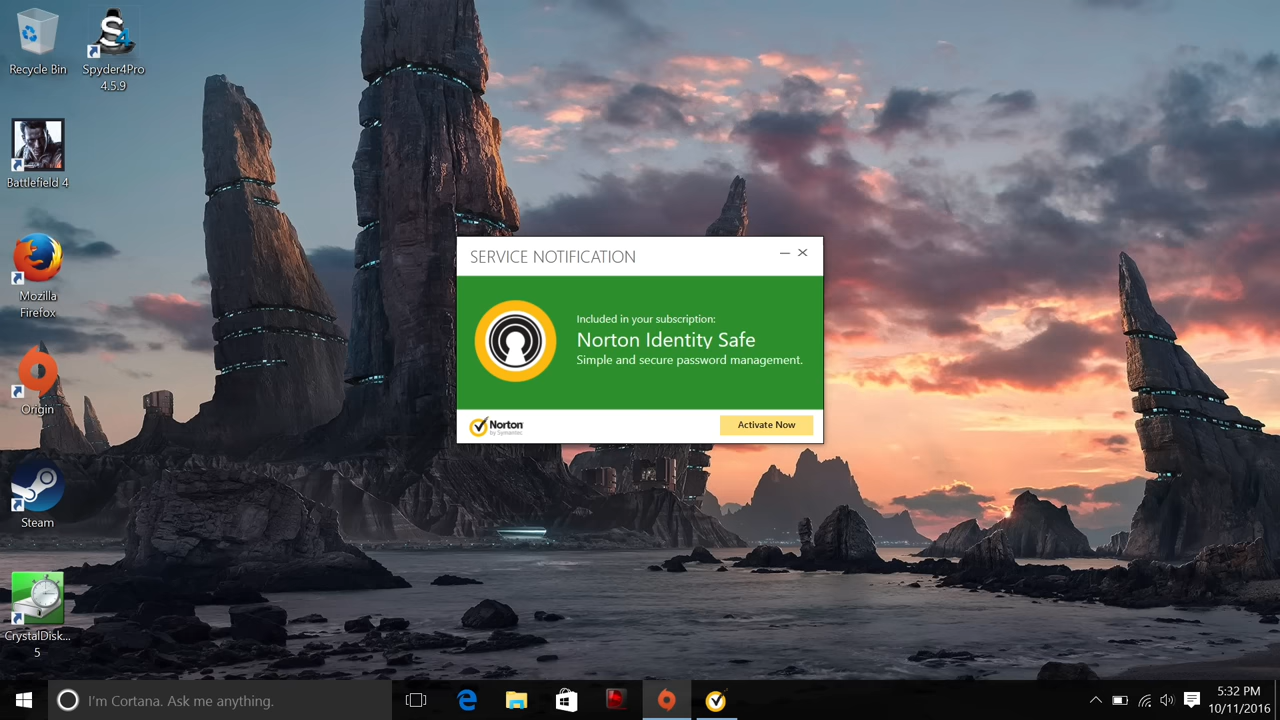 Recycle Bin
Spyder4Pro
4.5.9
Battlefield 4
Mozilla
Firefox
Origin
Steam
CrystalDisk...
5
SERVICE NOTIFICATION
Included in your subscription:
Norton Identity Safe
Simple and secure password management.
Norton
by Symantec
Activate Now
I'm Cortana. Ask me anything.
5:32 PM
10/11/2016